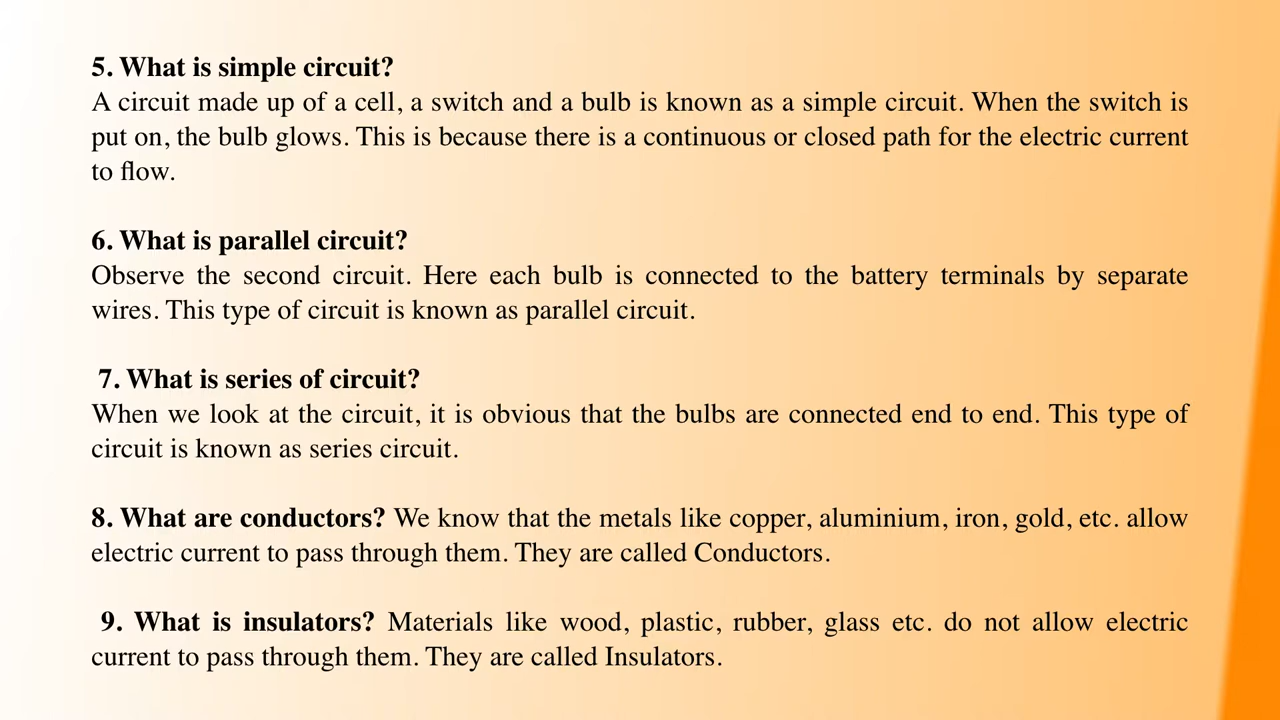 5. What is simple circuit?
A circuit made up of a cell, a switch and a bulb is known as a simple circuit. When the switch is
put on, the bulb glows. This is because there is a continuous or closed path for the electric current
to flow.
6. What is parallel circuit?
Observe the second circuit. Here each bulb is connected to the battery terminals by separate
wires. This type of circuit is known as parallel circuit.
7. What is series of circuit?
When we look at the circuit, it is obvious that the bulbs are connected end to end. This type of
circuit is known as series circuit.
8. What are conductors? We know that the metals like copper, aluminium, iron, gold, etc. allow
electric current to pass through them. They are called Conductors.
9. What is insulators? Materials like wood, plastic, rubber, glass etc. do not allow electric
current to pass through them. They are called Insulators.